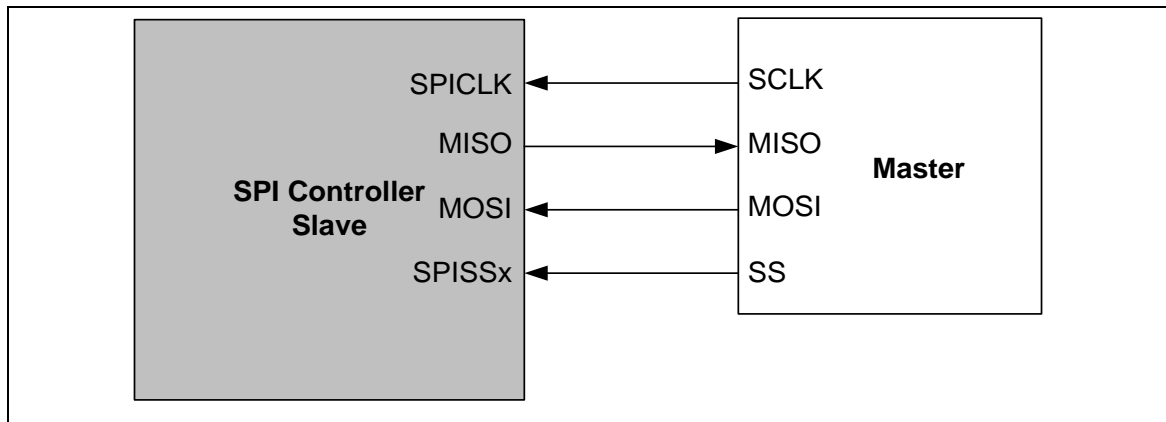 SPICLK
MISO
MOSI
SPISSx
SPI Controller
Slave
SCLK
MISO
MOSI
SS
Master